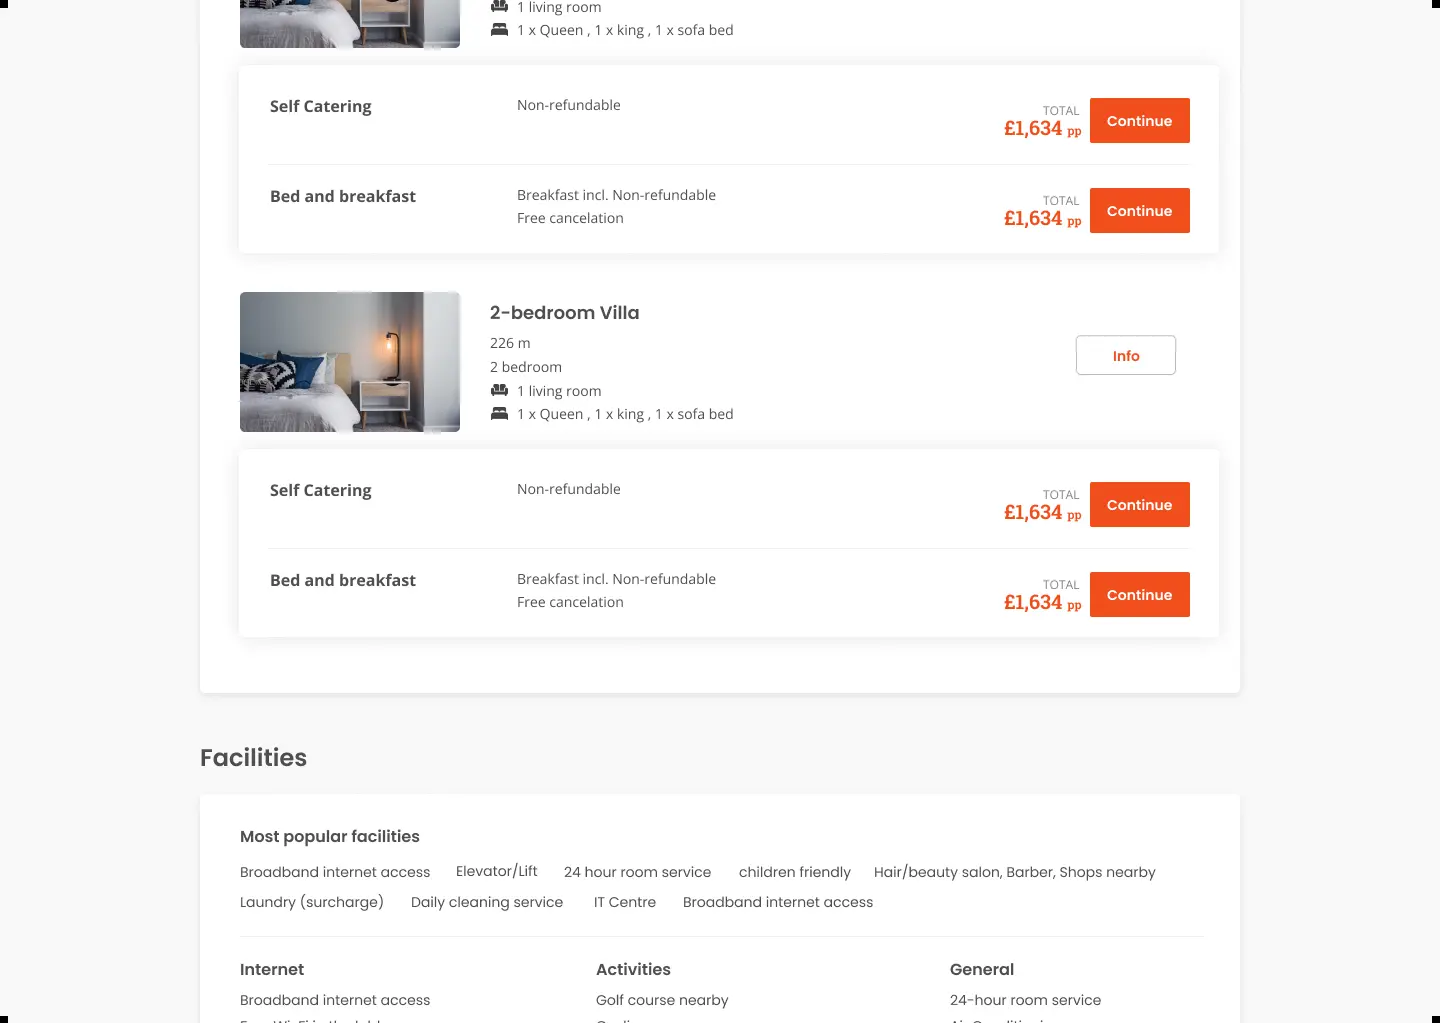 1 living room
1 x Queen , 1 x king , 1 x sofa bed
Self Catering
Non-refundable
TOTAL
£1,634 pp
Continue
Bed and breakfast
Breakfast incl. Non-refundable
Free cancelation
TOTAL
£1,634 pp
Continue
2-bedroom Villa
226 m
2 bedroom
1 living room
1 x Queen , 1 x king , 1 x sofa bed
Info
Self Catering
Non-refundable
TOTAL
£1,634 pp
Continue
Bed and breakfast
Breakfast incl. Non-refundable
Free cancelation
TOTAL
£1,634 pp
Continue
Facilities
Most popular facilities
Broadband internet access Elevator/Lift 24 hour room service children friendly Hair/beauty salon, Barber, Shops nearby
Laundry (surcharge) Daily cleaning service IT Centre Broadband internet access
Internet
Broadband internet access
Activities
Golf course nearby
General
24-hour room service